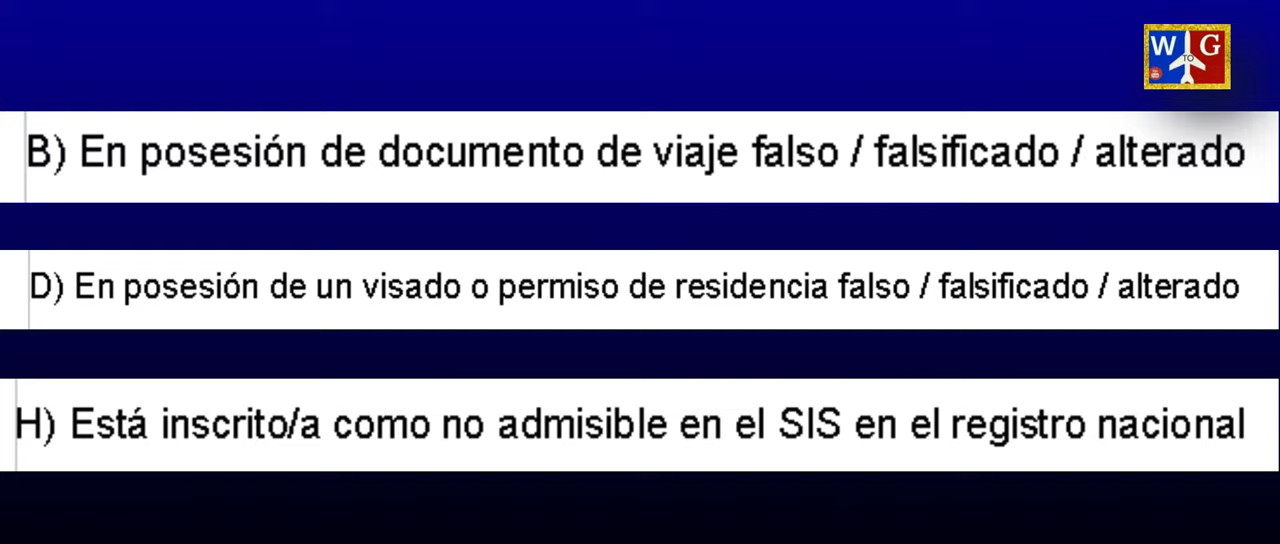 W TO G
B) En posesión de documento de viaje falso / falsificado / alterado
D) En posesión de un visado o permiso de residencia falso / falsificado / alterado
H) Está inscrito/a como no admisible en el SIS en el registro nacional